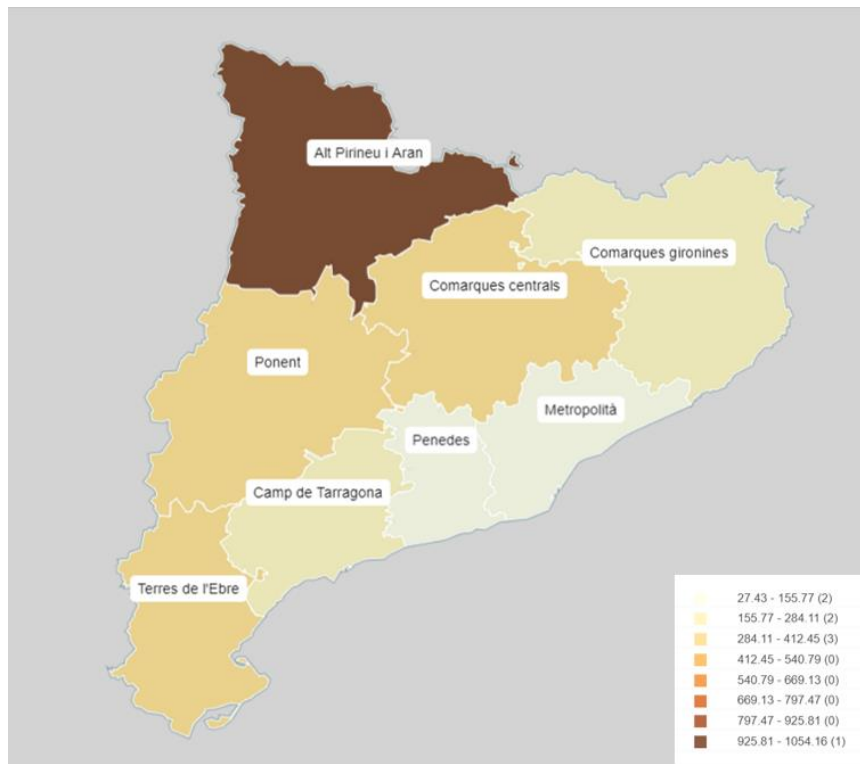 Alt Pirineu i Aran
Comarques gironines
Comarques centrals
Ponent
Metropolità
Penedes
Camp de Tarragona
Terres de l'Ebre
27.43 - 155.77 (2)
155.77 - 284.11 (2)
284.11 - 412.45 (3)
412.45 - 540.79 (0)
540.79 - 669.13 (0)
669.13 - 797.47 (0)
797.47 - 925.81 (0)
925.81 - 1054.16 (1)